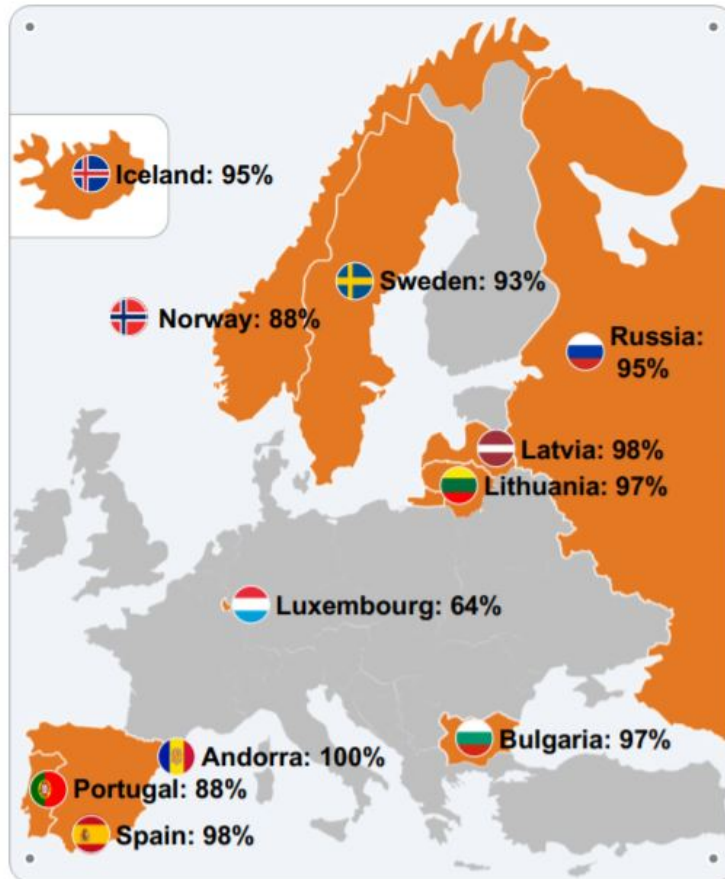 Iceland: 95%
Sweden: 93%
Norway: 88%
Russia:
95%
Latvia: 98%
Lithuania: 97%
Luxembourg: 64%
Bulgaria: 97%
Andorra: 100%
Portugal: 88%
Spain: 98%